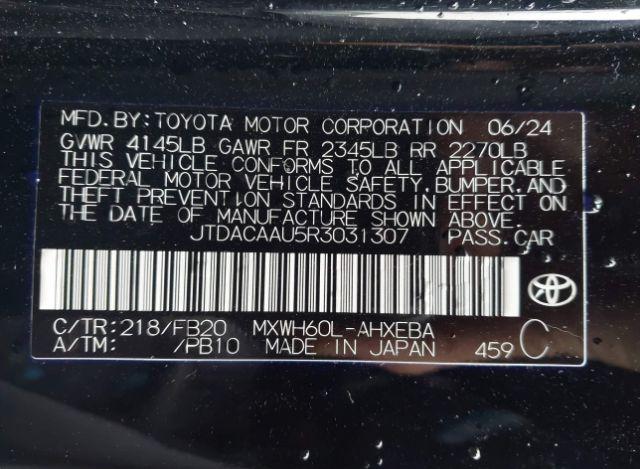 MFD.BY:TOYOTA MOTOR CORPORATION 06/24
GVWR 4145LB GAWR FR 2345LB RR 2270LB
THIS VEHICLE CONFORMS TO ALL APPLICABLE
FEDERAL MOTOR VEHICLE SAFETY,BUMPER,AND
THEFT PREVENTION STANDARDS IN EFFECT ON
THE DATE OF MANUFACTURE SHOWN ABOVE.
JTDACAAU5R3031307 PASS.CAR
C/TR:218/FB20 MXWH60L-AHXEBA
A/TM: /PB10 MADE IN JAPAN 459 C